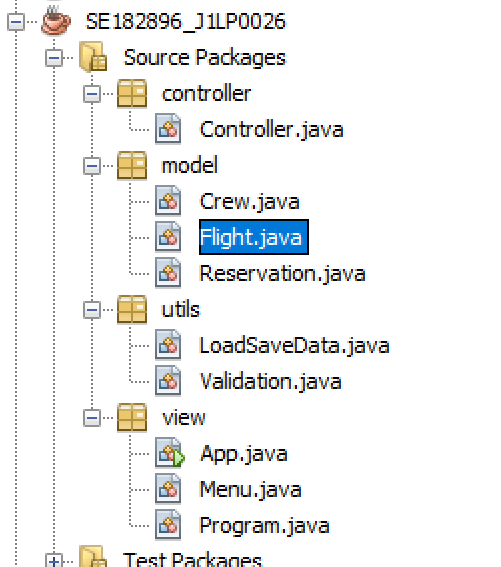 SE182896_J1LP0026
Source Packages
controller
Controller.java
model
Crew.java
Flight.java
Reservation.java
utils
LoadSaveData.java
Validation.java
view
App.java
Menu.java
Program.java
Test Packages